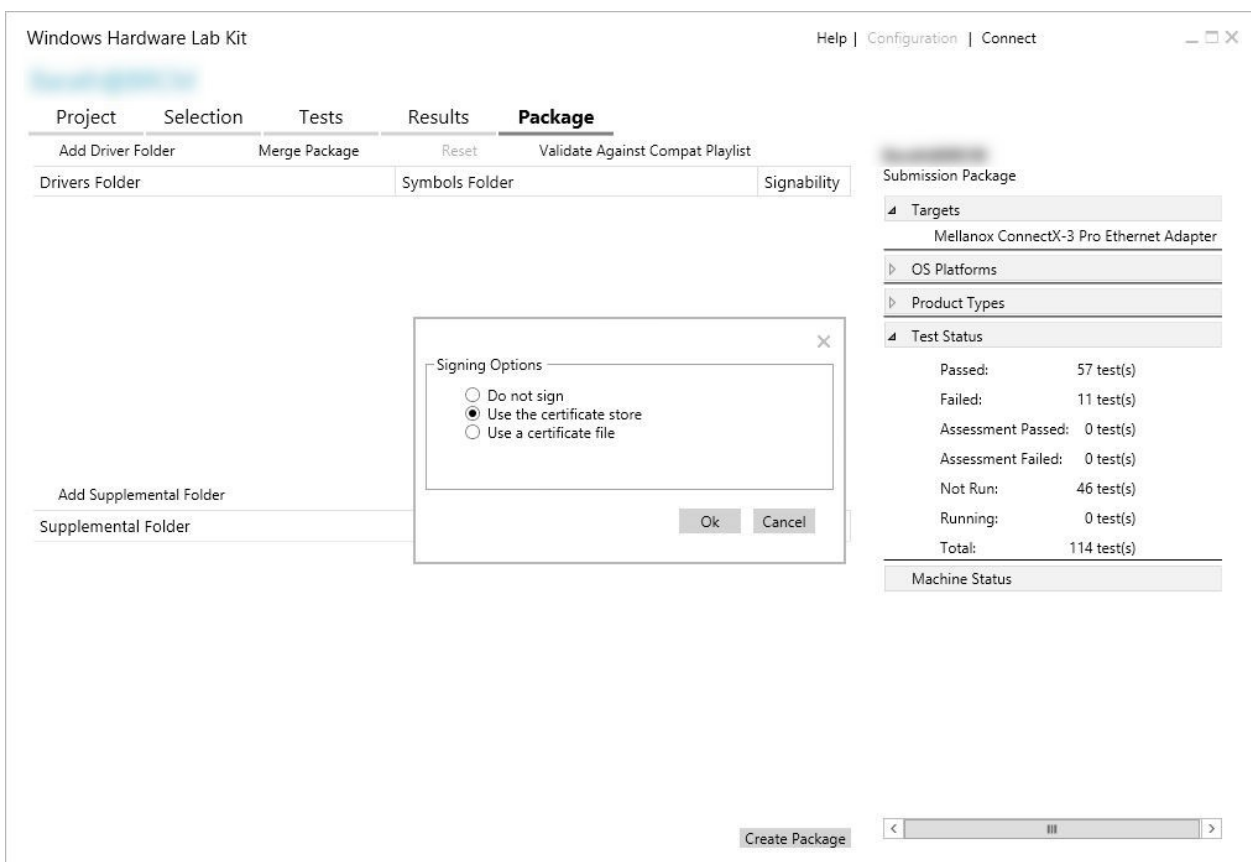 Windows Hardware Lab Kit
Help | Configuration | Connect
Project Selection Tests Results Package
Add Driver Folder Merge Package Reset Validate Against Compat Playlist
Drivers Folder Symbols Folder Signability
Add Supplemental Folder
Supplemental Folder
Signing Options
Do not sign
Use the certificate store
Use a certificate file
Ok Cancel
Create Package
Submission Package
Targets
Mellanox ConnectX-3 Pro Ethernet Adapter
OS Platforms
Product Types
Test Status
Passed: 57 test(s)
Failed: 11 test(s)
Assessment Passed: 0 test(s)
Assessment Failed: 0 test(s)
Not Run: 46 test(s)
Running: 0 test(s)
Total: 114 test(s)
Machine Status